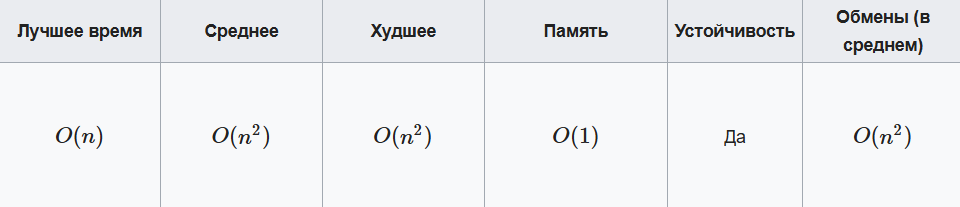 Лучшее время Среднее Худшее Память Устойчивость Обмены (в среднем)
O(n) O(n²) O(n²) O(1) Да O(n²)